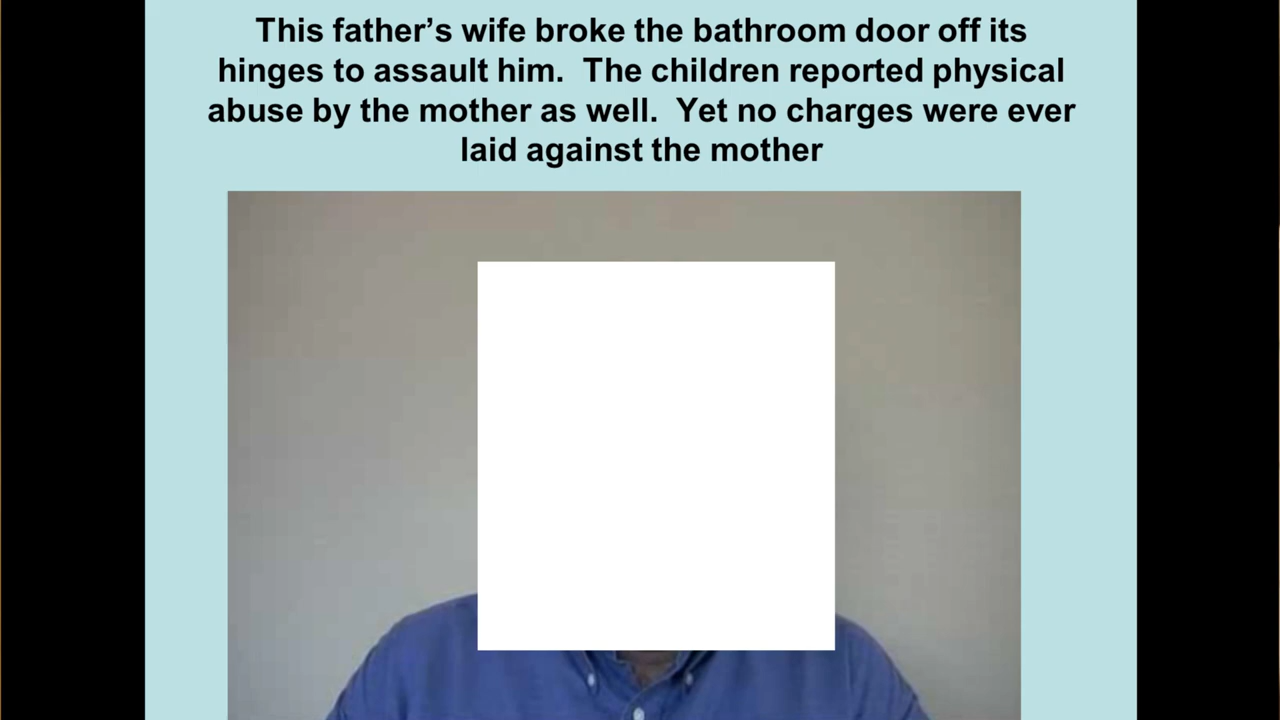 This father’s wife broke the bathroom door off its
hinges to assault him.  The children reported physical
abuse by the mother as well.  Yet no charges were ever
laid against the mother